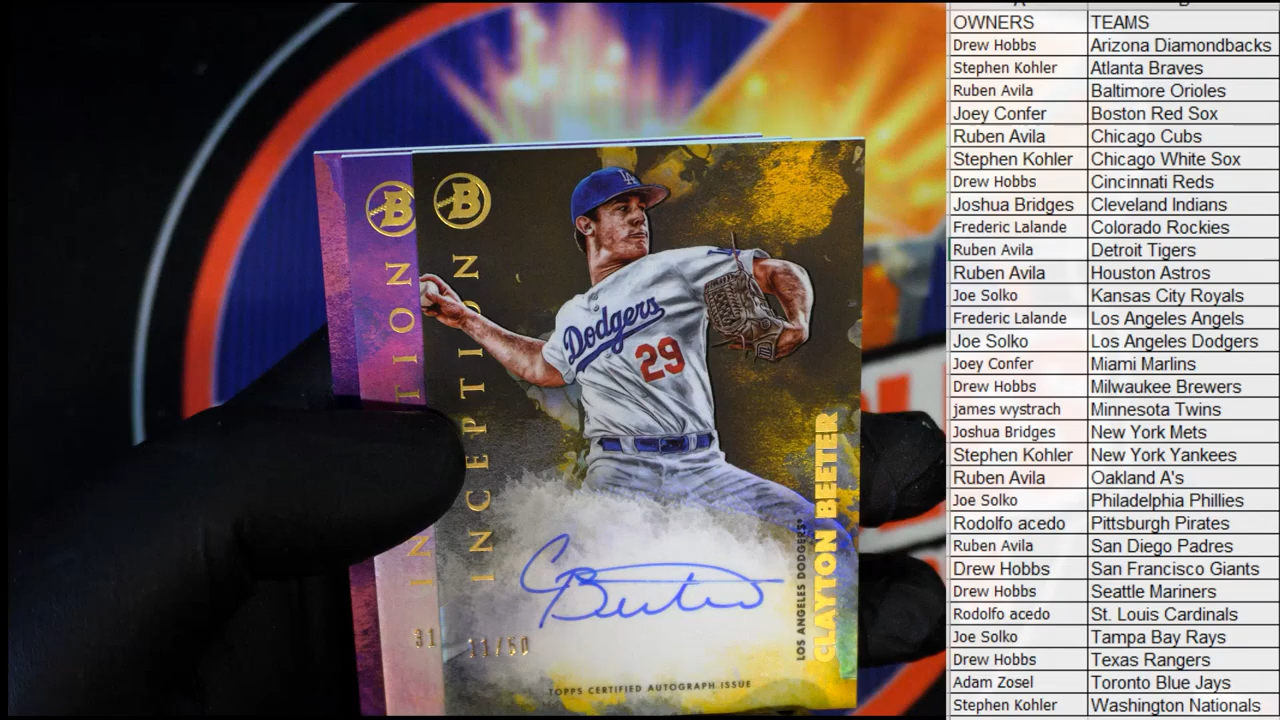 B
B
INCEPTION
INCEPTION
LA
Dodgers
29
LOS ANGELES DODGERS®
CLAYTON BEETER
CBeeter
31
11/50
TOPPS CERTIFIED AUTOGRAPH ISSUE
OWNERS TEAMS
Drew Hobbs Arizona Diamondbacks
Stephen Kohler Atlanta Braves
Ruben Avila Baltimore Orioles
Joey Confer Boston Red Sox
Ruben Avila Chicago Cubs
Stephen Kohler Chicago White Sox
Drew Hobbs Cincinnati Reds
Joshua Bridges Cleveland Indians
Frederic Lalande Colorado Rockies
Ruben Avila Detroit Tigers
Ruben Avila Houston Astros
Joe Solko Kansas City Royals
Frederic Lalande Los Angeles Angels
Joe Solko Los Angeles Dodgers
Joey Confer Miami Marlins
Drew Hobbs Milwaukee Brewers
james wystrach Minnesota Twins
Joshua Bridges New York Mets
Stephen Kohler New York Yankees
Ruben Avila Oakland A's
Joe Solko Philadelphia Phillies
Rodolfo acedo Pittsburgh Pirates
Ruben Avila San Diego Padres
Drew Hobbs San Francisco Giants
Drew Hobbs Seattle Mariners
Rodolfo acedo St. Louis Cardinals
Joe Solko Tampa Bay Rays
Drew Hobbs Texas Rangers
Adam Zosel Toronto Blue Jays
Stephen Kohler Washington Nationals